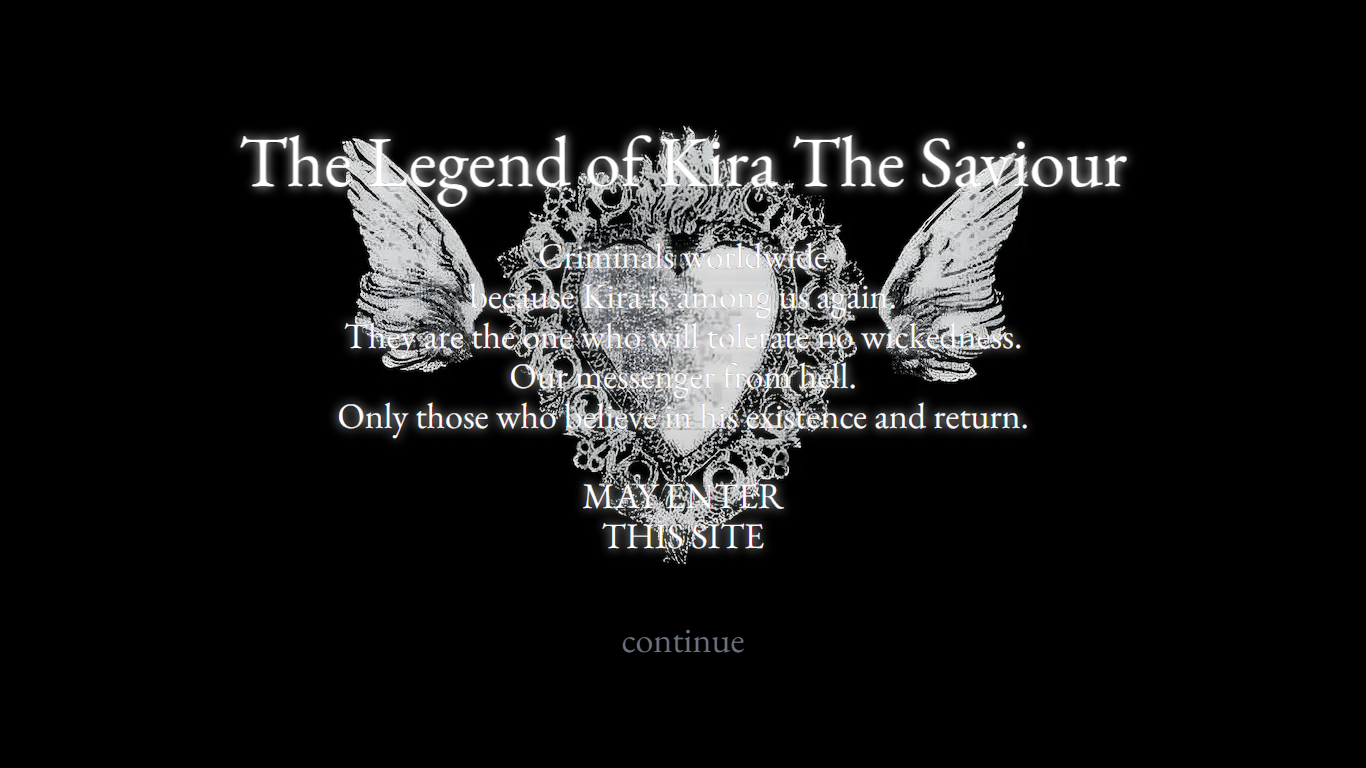 The Legend of Kira The Saviour
Criminals worldwide
because Kira is among us again.
They are the one who will tolerate no wickedness.
Our messenger from hell.
Only those who believe in his existence and return.
MAY ENTER
THIS SITE
continue